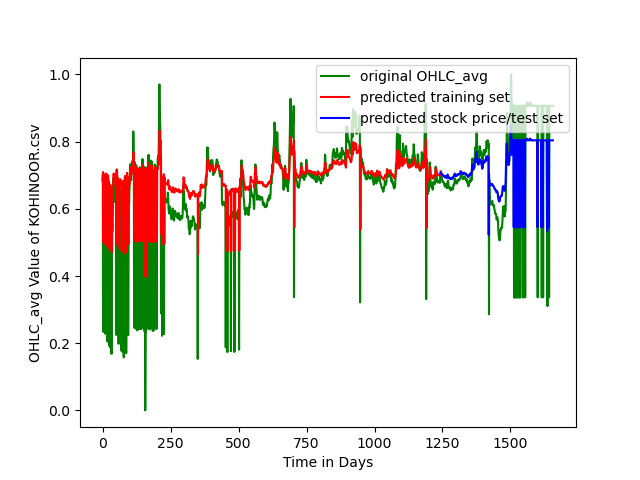 original OHLC_avg
predicted training set
predicted stock price/test set
1.0
0.8
0.6
0.4
0.2
0.0
OHLC_avg Value of KOHINOOR.csv
0 250 500 750 1000 1250 1500
Time in Days